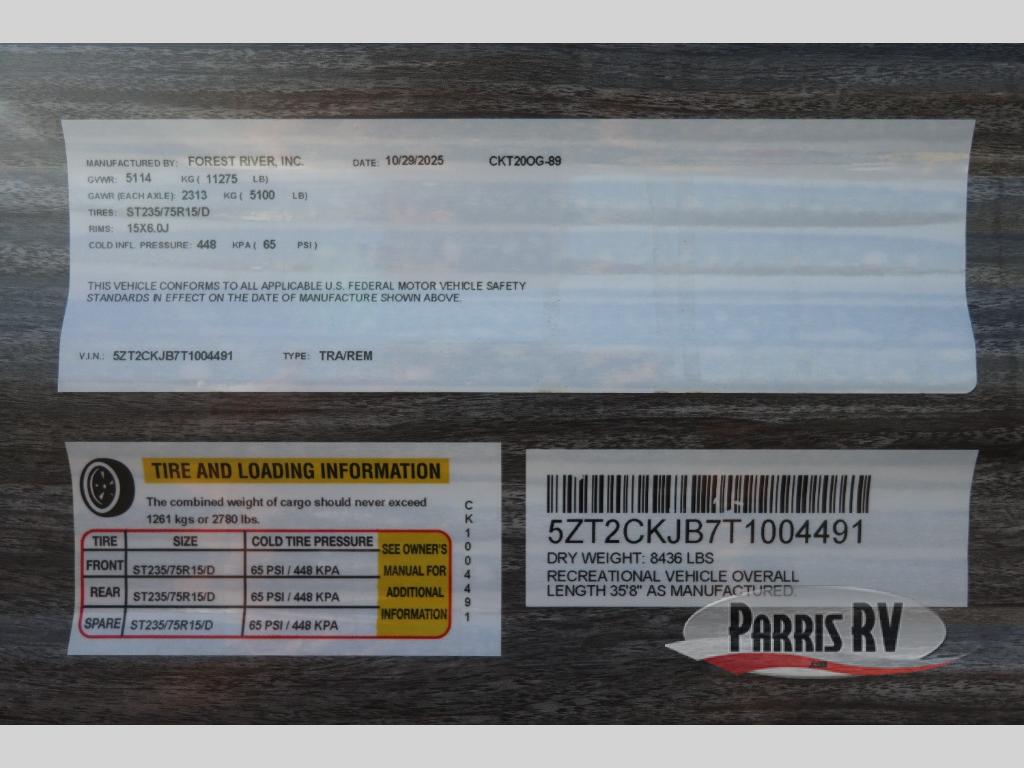 MANUFACTURED BY: FOREST RIVER, INC. DATE: 10/29/2025 CKT20OG-89
GVWR: 5114 KG ( 11275 LB)
GAWR (EACH AXLE): 2313 KG ( 5100 LB)
TIRES: ST235/75R15/D
RIMS: 15X6.0J
COLD INFL. PRESSURE: 448 KPA ( 65 PSI )
THIS VEHICLE CONFORMS TO ALL APPLICABLE U.S. FEDERAL MOTOR VEHICLE SAFETY
STANDARDS IN EFFECT ON THE DATE OF MANUFACTURE SHOWN ABOVE.
V.I.N.: 5ZT2CKJB7T1004491 TYPE: TRA/REM
TIRE AND LOADING INFORMATION
The combined weight of cargo should never exceed
1261 kgs or 2780 lbs.
TIRE SIZE COLD TIRE PRESSURE
FRONT ST235/75R15/D 65 PSI / 448 KPA
REAR ST235/75R15/D 65 PSI / 448 KPA
SPARE ST235/75R15/D 65 PSI / 448 KPA
SEE OWNER'S
MANUAL FOR
ADDITIONAL
INFORMATION
CK1004491
5ZT2CKJB7T1004491
DRY WEIGHT: 8436 LBS
RECREATIONAL VEHICLE OVERALL
LENGTH 35'8" AS MANUFACTURED.
PARRIS RV
.com